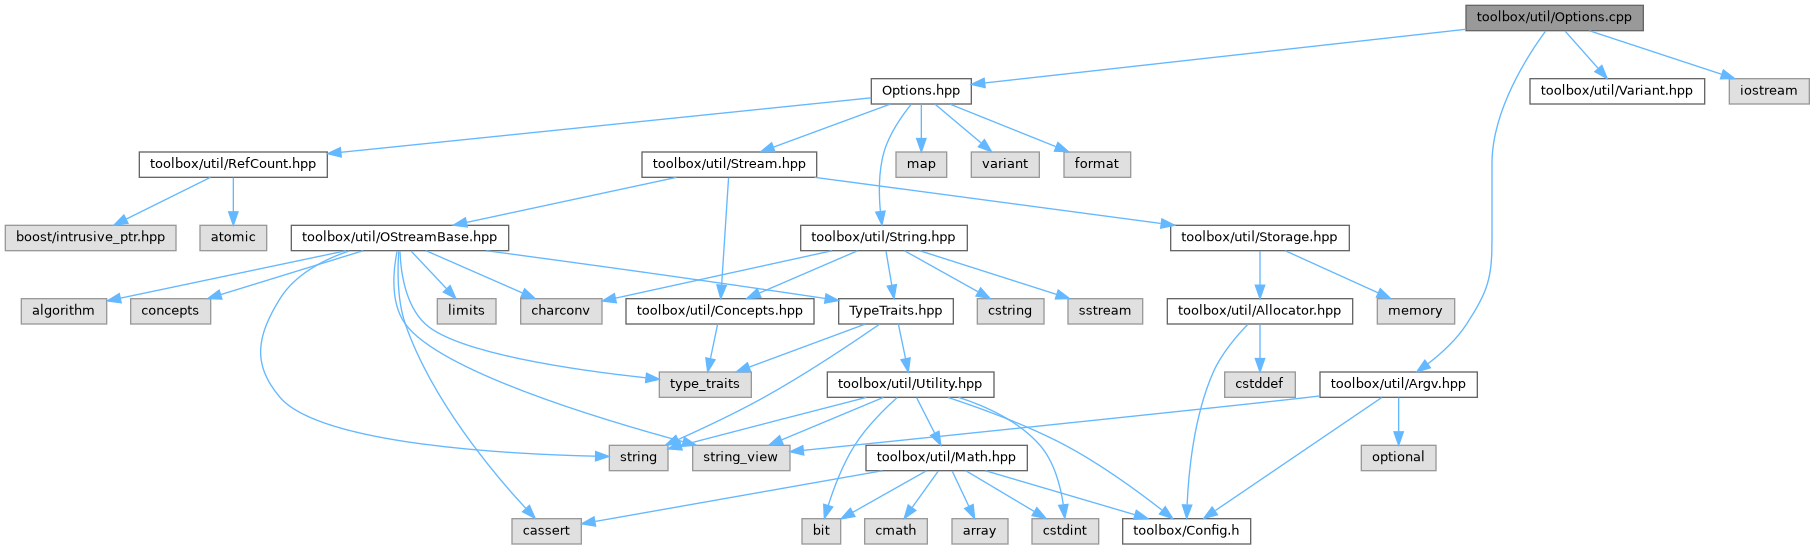 toolbox/util/Options.cpp
Options.hpp
toolbox/util/Variant.hpp
iostream
toolbox/util/RefCount.hpp
toolbox/util/Stream.hpp
map
variant
format
boost/intrusive_ptr.hpp
atomic
toolbox/util/OStreamBase.hpp
toolbox/util/String.hpp
toolbox/util/Storage.hpp
algorithm
concepts
limits
charconv
toolbox/util/Concepts.hpp
TypeTraits.hpp
cstring
sstream
toolbox/util/Allocator.hpp
memory
type_traits
toolbox/util/Utility.hpp
cstddef
toolbox/util/Argv.hpp
string
string_view
toolbox/util/Math.hpp
optional
cassert
bit
cmath
array
cstdint
toolbox/Config.h